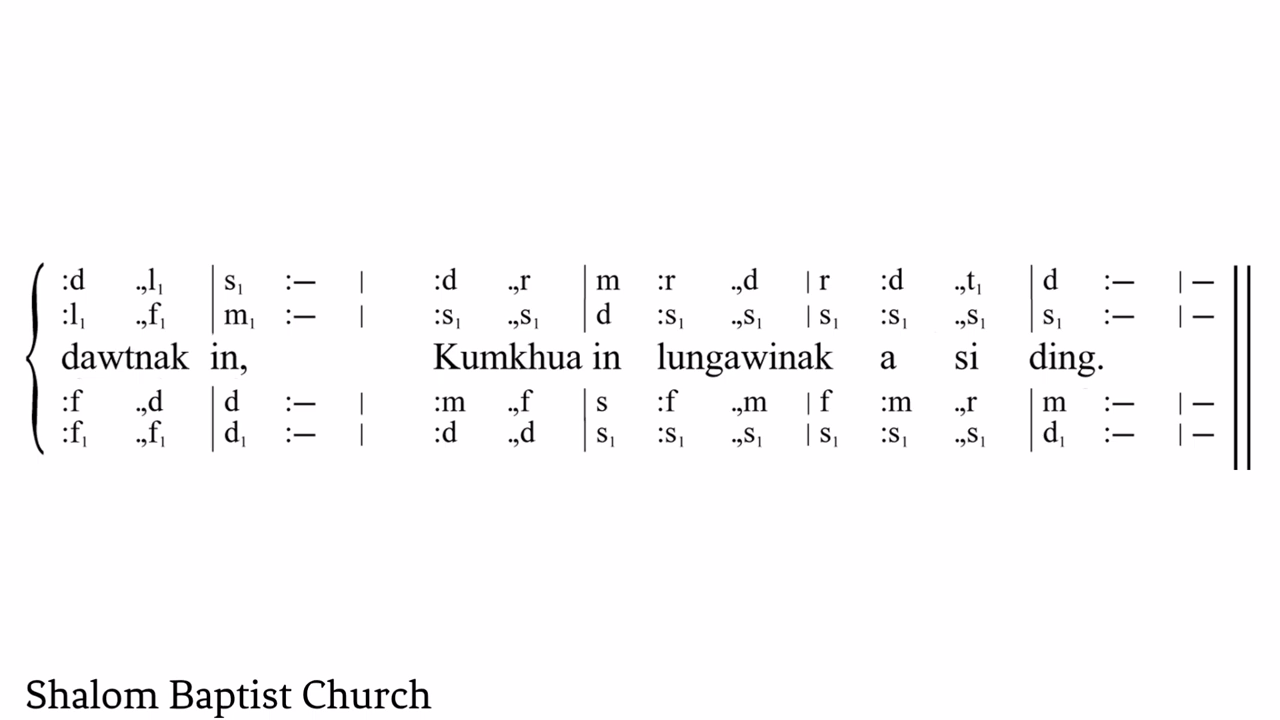 :d .,l₁ | s₁ :— | :d .,r | m :r .,d | r :d .,t₁ | d :— | —
:l₁ .,f₁ | m₁ :— | :s₁ .,s₁ | d :s₁ .,s₁ | s₁ :s₁ .,s₁ | s₁ :— | —
dawtnak in, Kumkhua in lungawinak a si ding.
:f .,d | d :— | :m .,f | s :f .,m | f :m .,r | m :— | —
:f₁ .,f₁ | d₁ :— | :d .,d | s₁ :s₁ .,s₁ | s₁ :s₁ .,s₁ | d₁ :— | —
Shalom Baptist Church